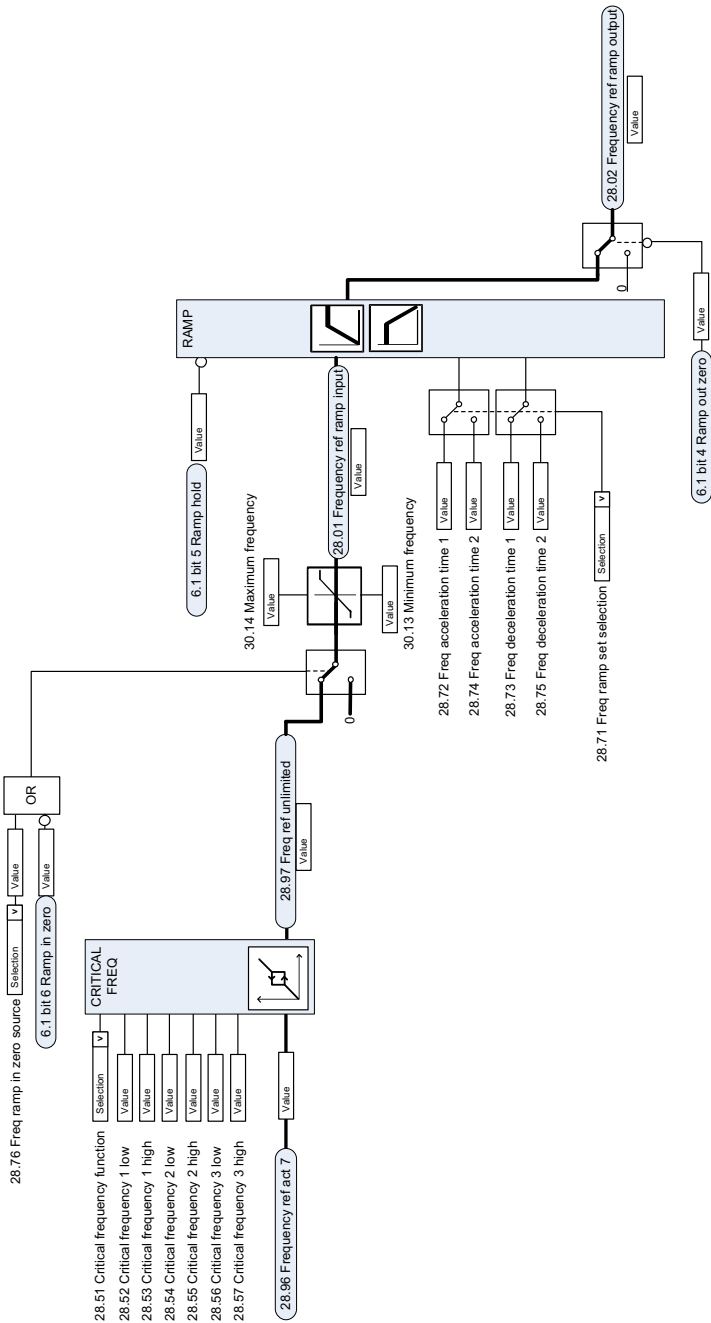 28.76 Freq ramp in zero source
Selection
v
Value
6.1 bit 6 Ramp in zero
Value
OR
28.51 Critical frequency function
Selection
v
28.52 Critical frequency 1 low
Value
28.53 Critical frequency 1 high
Value
28.54 Critical frequency 2 low
Value
28.55 Critical frequency 2 high
Value
28.56 Critical frequency 3 low
Value
28.57 Critical frequency 3 high
Value
28.96 Frequency ref act 7
Value
CRITICAL
FREQ
28.97 Freq ref unlimited
Value
0
30.14 Maximum frequency
Value
30.13 Minimum frequency
Value
6.1 bit 5 Ramp hold
Value
28.01 Frequency ref ramp input
Value
RAMP
28.72 Freq acceleration time 1
Value
28.74 Freq acceleration time 2
Value
28.73 Freq deceleration time 1
Value
28.75 Freq deceleration time 2
Value
28.71 Freq ramp set selection
Selection
v
0
28.02 Frequency ref ramp output
Value
6.1 bit 4 Ramp out zero
Value